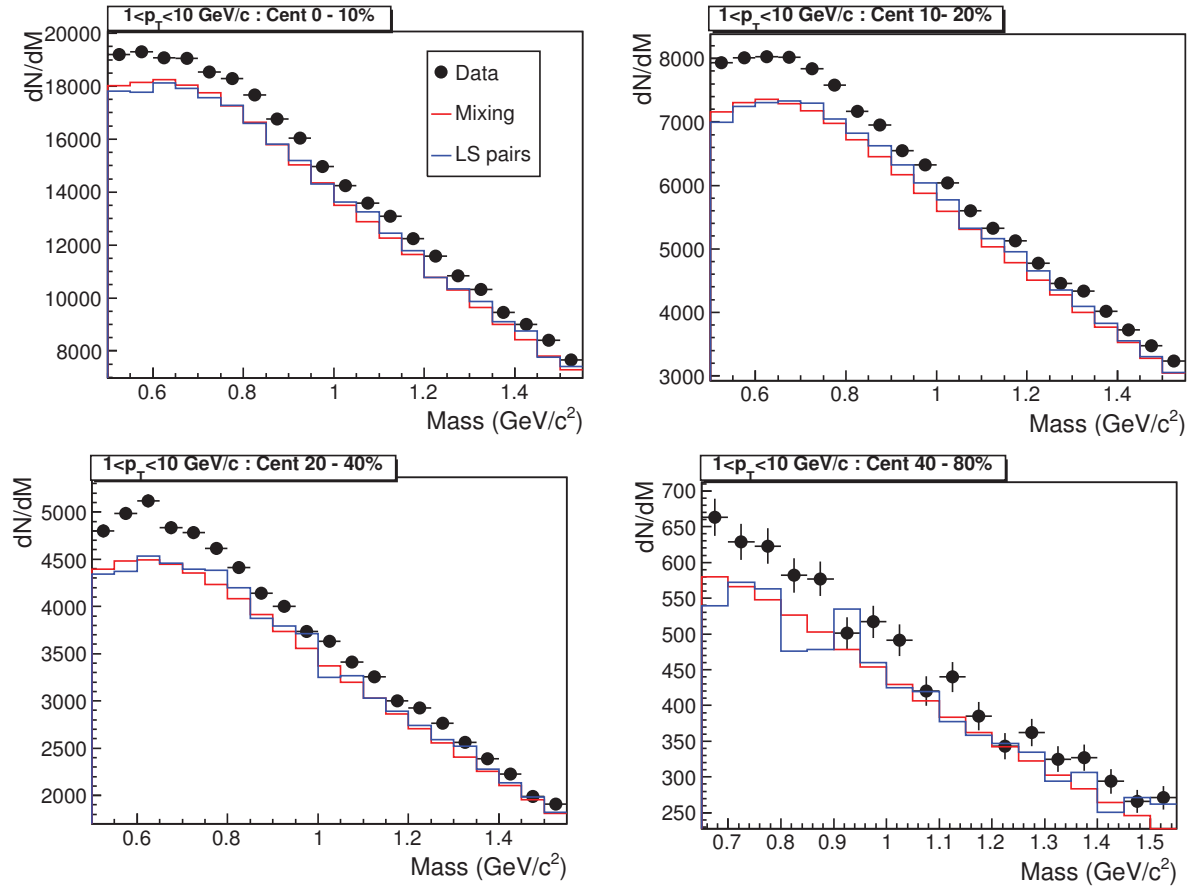 1<p_T<10 GeV/c : Cent 0 - 10%
dN/dM
20000
18000
16000
14000
12000
10000
8000
Data
Mixing
LS pairs
0.6 0.8 1 1.2 1.4
Mass (GeV/c²)
1<p_T<10 GeV/c : Cent 10- 20%
dN/dM
8000
7000
6000
5000
4000
3000
0.6 0.8 1 1.2 1.4
Mass (GeV/c²)
1<p_T<10 GeV/c : Cent 20 - 40%
dN/dM
5000
4500
4000
3500
3000
2500
2000
0.6 0.8 1 1.2 1.4
Mass (GeV/c²)
1<p_T<10 GeV/c : Cent 40 - 80%
dN/dM
700
650
600
550
500
450
400
350
300
250
0.7 0.8 0.9 1 1.1 1.2 1.3 1.4 1.5
Mass (GeV/c²)